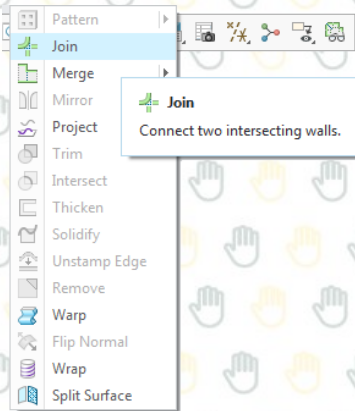 Pattern
Join
Merge
Mirror
Project
Trim
Intersect
Thicken
Solidify
Unstamp Edge
Remove
Warp
Flip Normal
Wrap
Split Surface
Join
Connect two intersecting walls.